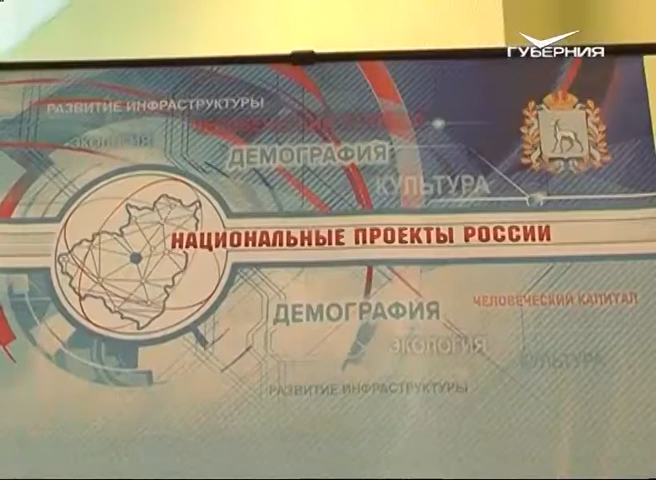 ГУБЕРНИЯ
РАЗВИТИЕ ИНФРАСТРУКТУРЫ
ЭКОЛОГИЯ
ДЕМОГРАФИЯ
КУЛЬТУРА
НАЦИОНАЛЬНЫЕ ПРОЕКТЫ РОССИИ
ЧЕЛОВЕЧЕСКИЙ КАПИТАЛ
ДЕМОГРАФИЯ
ЭКОЛОГИЯ
КУЛЬТУРА
РАЗВИТИЕ ИНФРАСТРУКТУРЫ